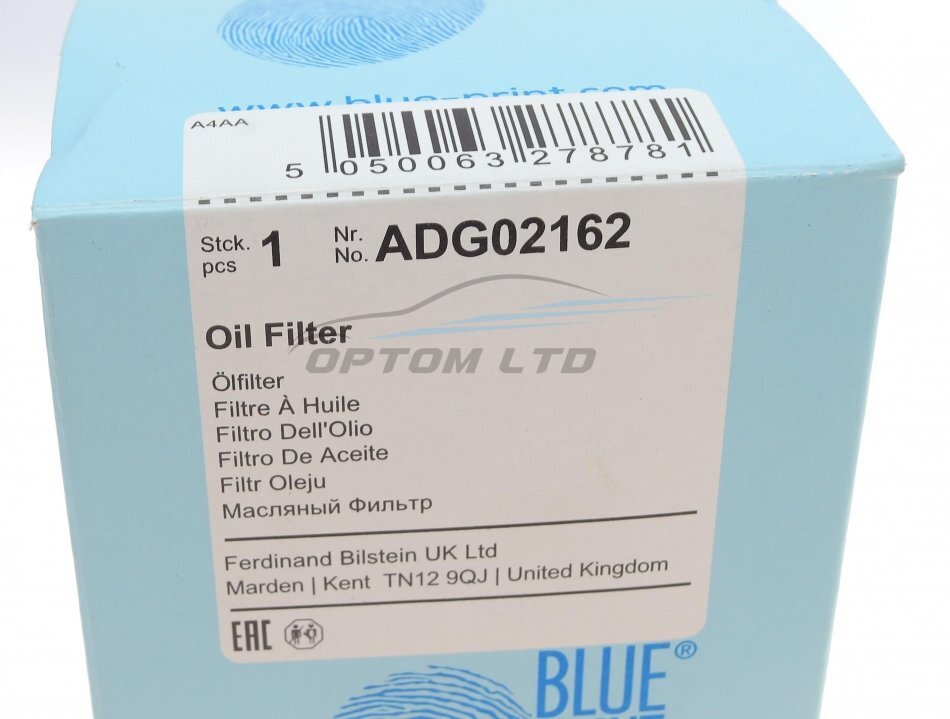 www.blue-print.com
A4AA
5 050063 278781
Stck. pcs 1 Nr. No. ADG02162
Oil Filter
OPTOM LTD
Ölfilter
Filtre À Huile
Filtro Dell'Olio
Filtro De Aceite
Filtr Oleju
Масляный Фильтр
Ferdinand Bilstein UK Ltd
Marden | Kent TN12 9QJ | United Kingdom
EAC
BLUE®